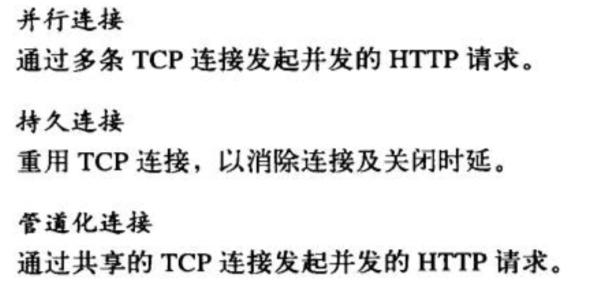 并行连接
通过多条 TCP 连接发起并发的 HTTP 请求。
持久连接
重用 TCP 连接，以消除连接及关闭时延。
管道化连接
通过共享的 TCP 连接发起并发的 HTTP 请求。